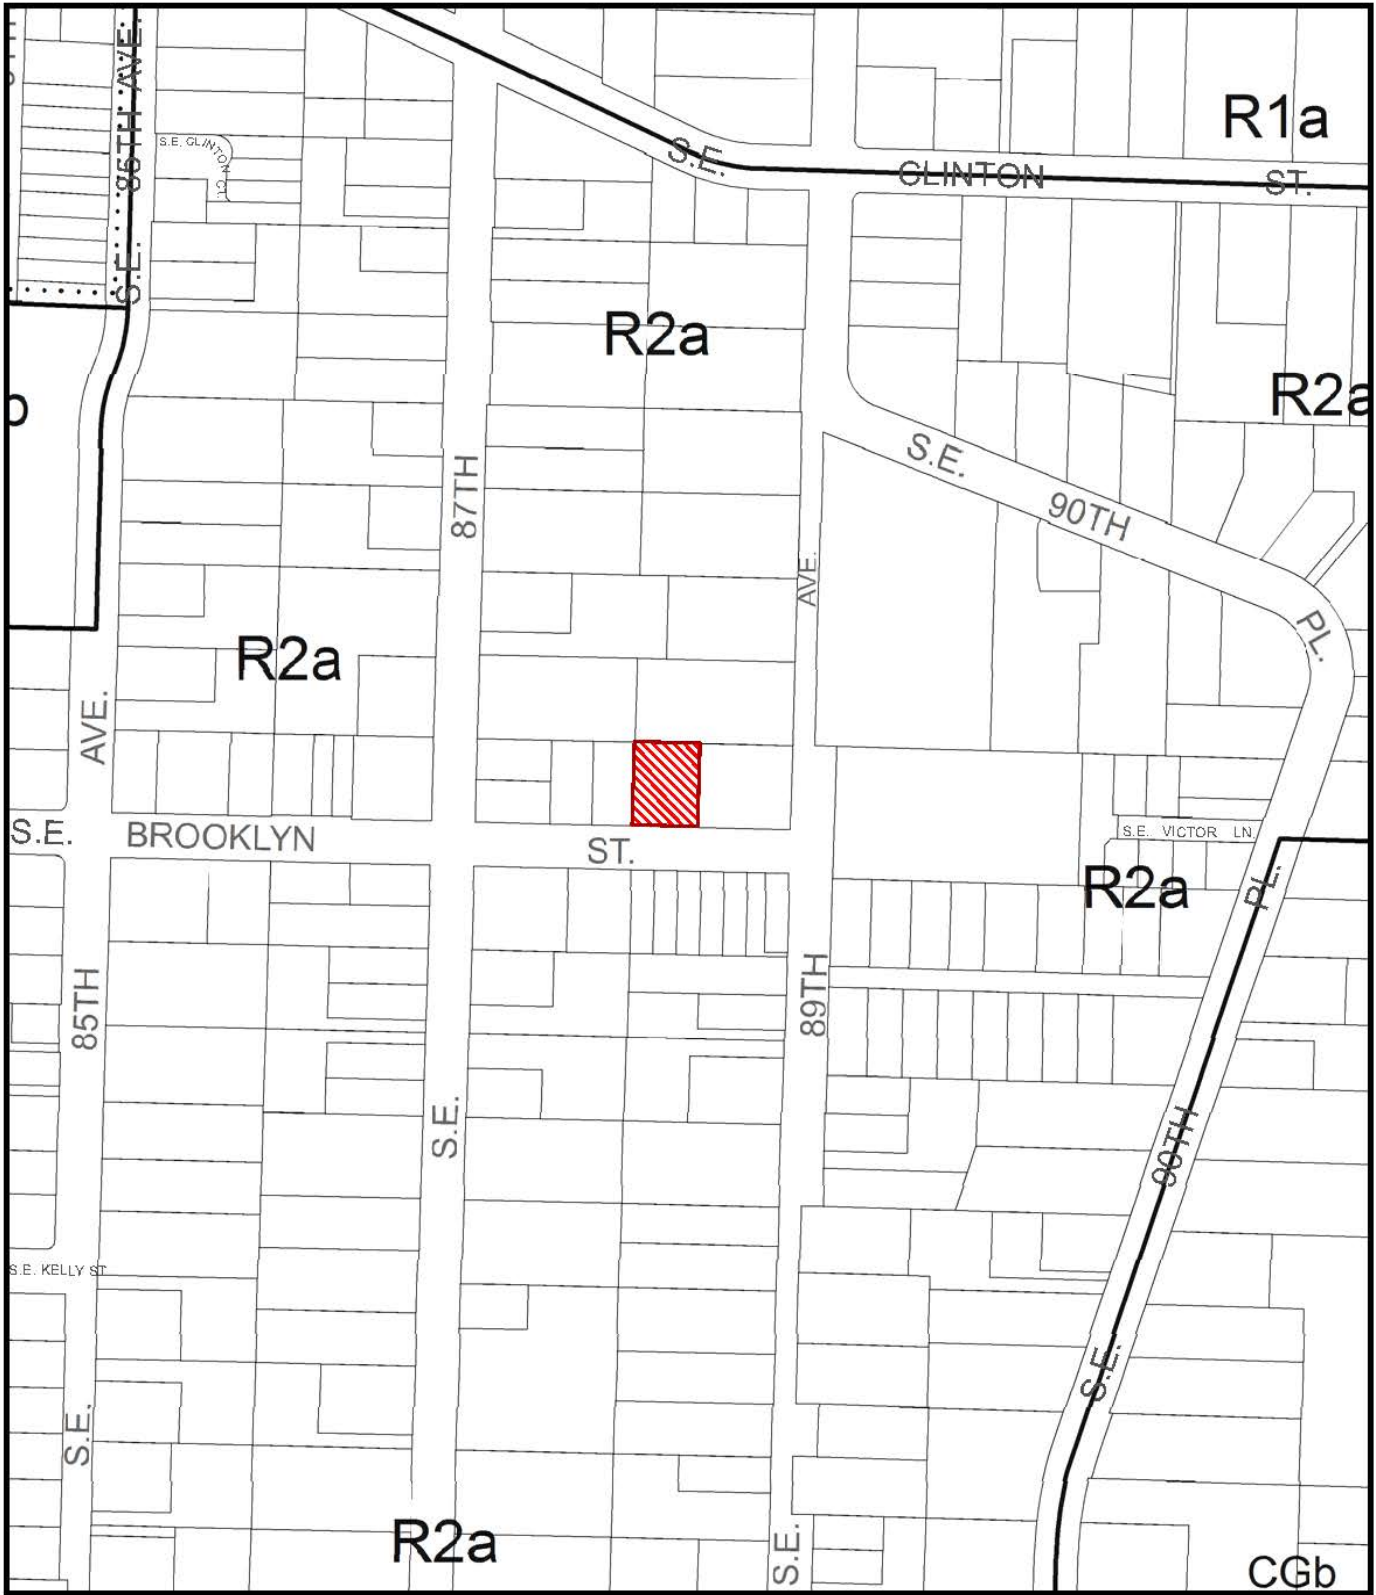 S.E. 86TH AVE.
R1a
S.E. CLINTON CT.
S.E. CLINTON ST.
R2a
R2a
87TH
S.E. 90TH PL.
AVE.
R2a
AVE.
S.E. BROOKLYN ST.
S.E. VICTOR LN.
R2a
PL.
85TH
89TH
S.E.
90TH
S.E. KELLY ST
S.E.
S.E.
R2a
S.E.
CGb